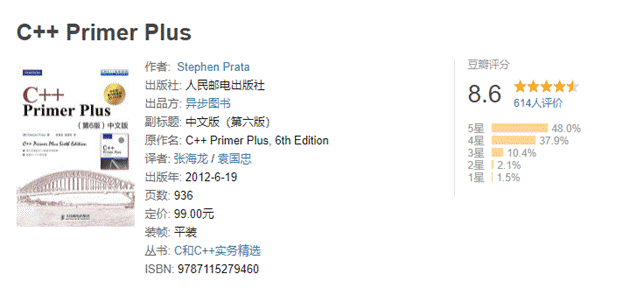 C++ Primer Plus
作者: Stephen Prata
出版社: 人民邮电出版社
出品方: 异步图书
副标题: 中文版（第六版）
原作名: C++ Primer Plus, 6th Edition
译者: 张海龙 / 袁国忠
出版年: 2012-6-19
页数: 936
定价: 99.00元
装帧: 平装
丛书: C和C++实务精选
ISBN: 9787115279460
C++
Primer Plus
（第6版）中文版
豆瓣评分
8.6
614人评价
5星 48.0%
4星 37.9%
3星 10.4%
2星 2.1%
1星 1.5%